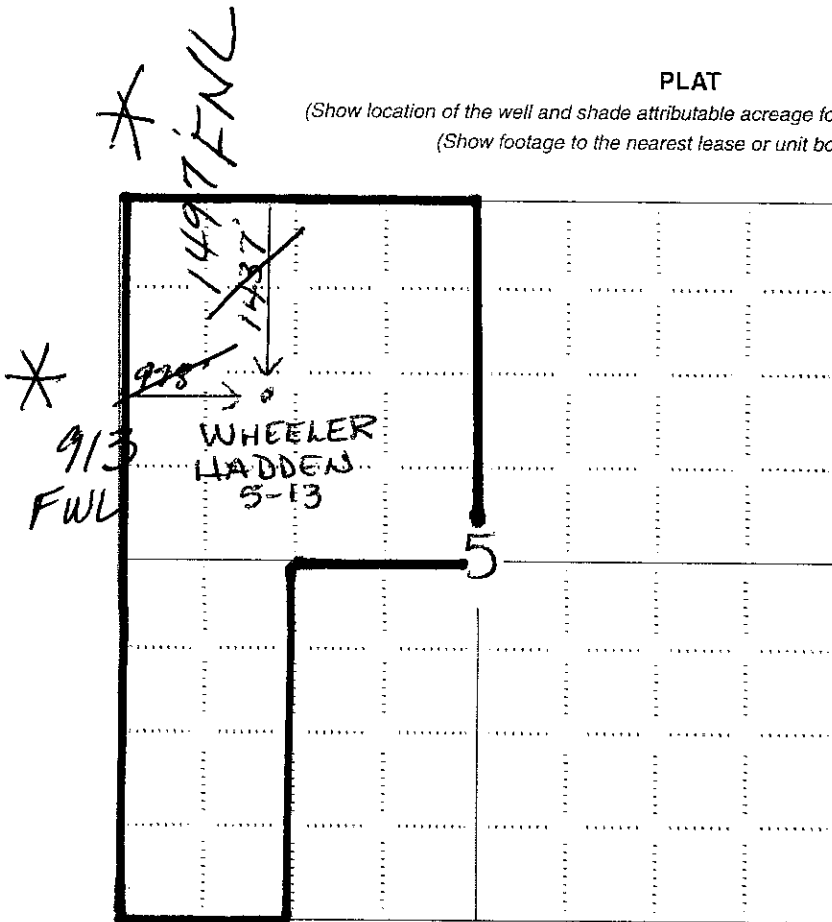 PLAT
(Show location of the well and shade attributable acreage fo
(Show footage to the nearest lease or unit bo
1497' FNL
1437'
913
FWL
WHEELER
HADDEN
5-13
5